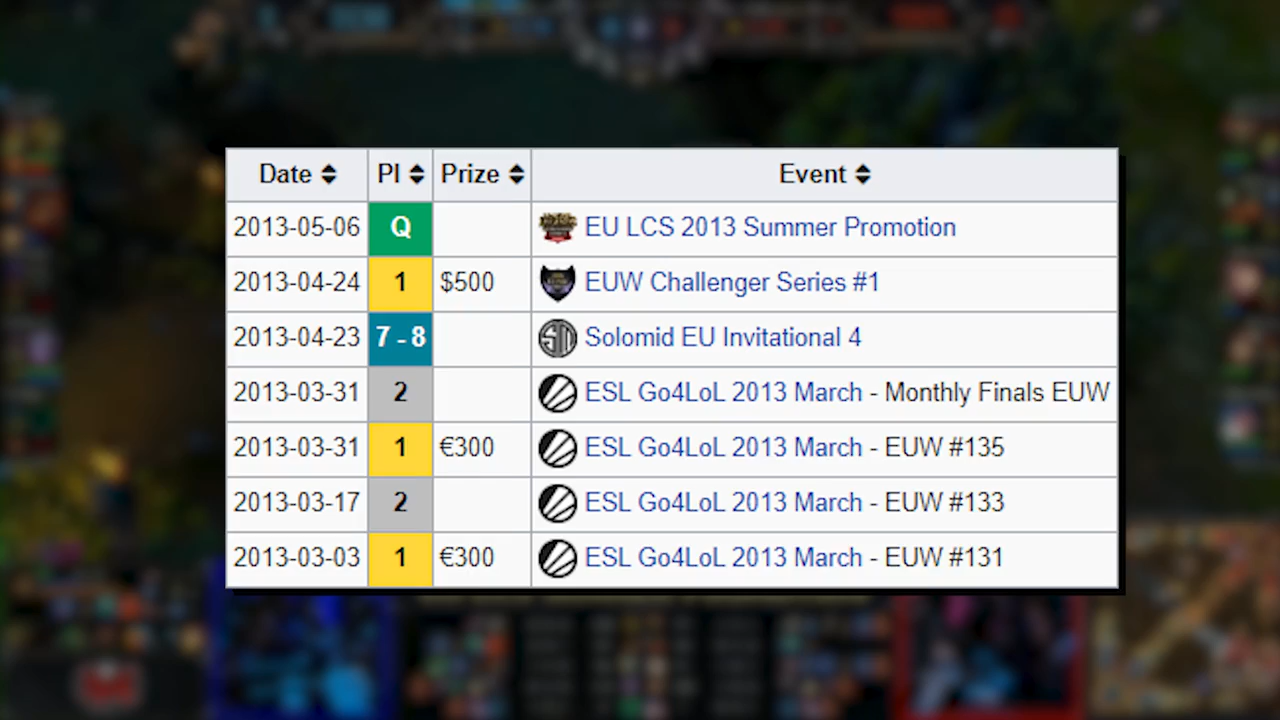 Date Pl Prize Event
2013-05-06 Q EU LCS 2013 Summer Promotion
2013-04-24 1 $500 EUW Challenger Series #1
2013-04-23 7 - 8 Solomid EU Invitational 4
2013-03-31 2 ESL Go4LoL 2013 March - Monthly Finals EUW
2013-03-31 1 €300 ESL Go4LoL 2013 March - EUW #135
2013-03-17 2 ESL Go4LoL 2013 March - EUW #133
2013-03-03 1 €300 ESL Go4LoL 2013 March - EUW #131